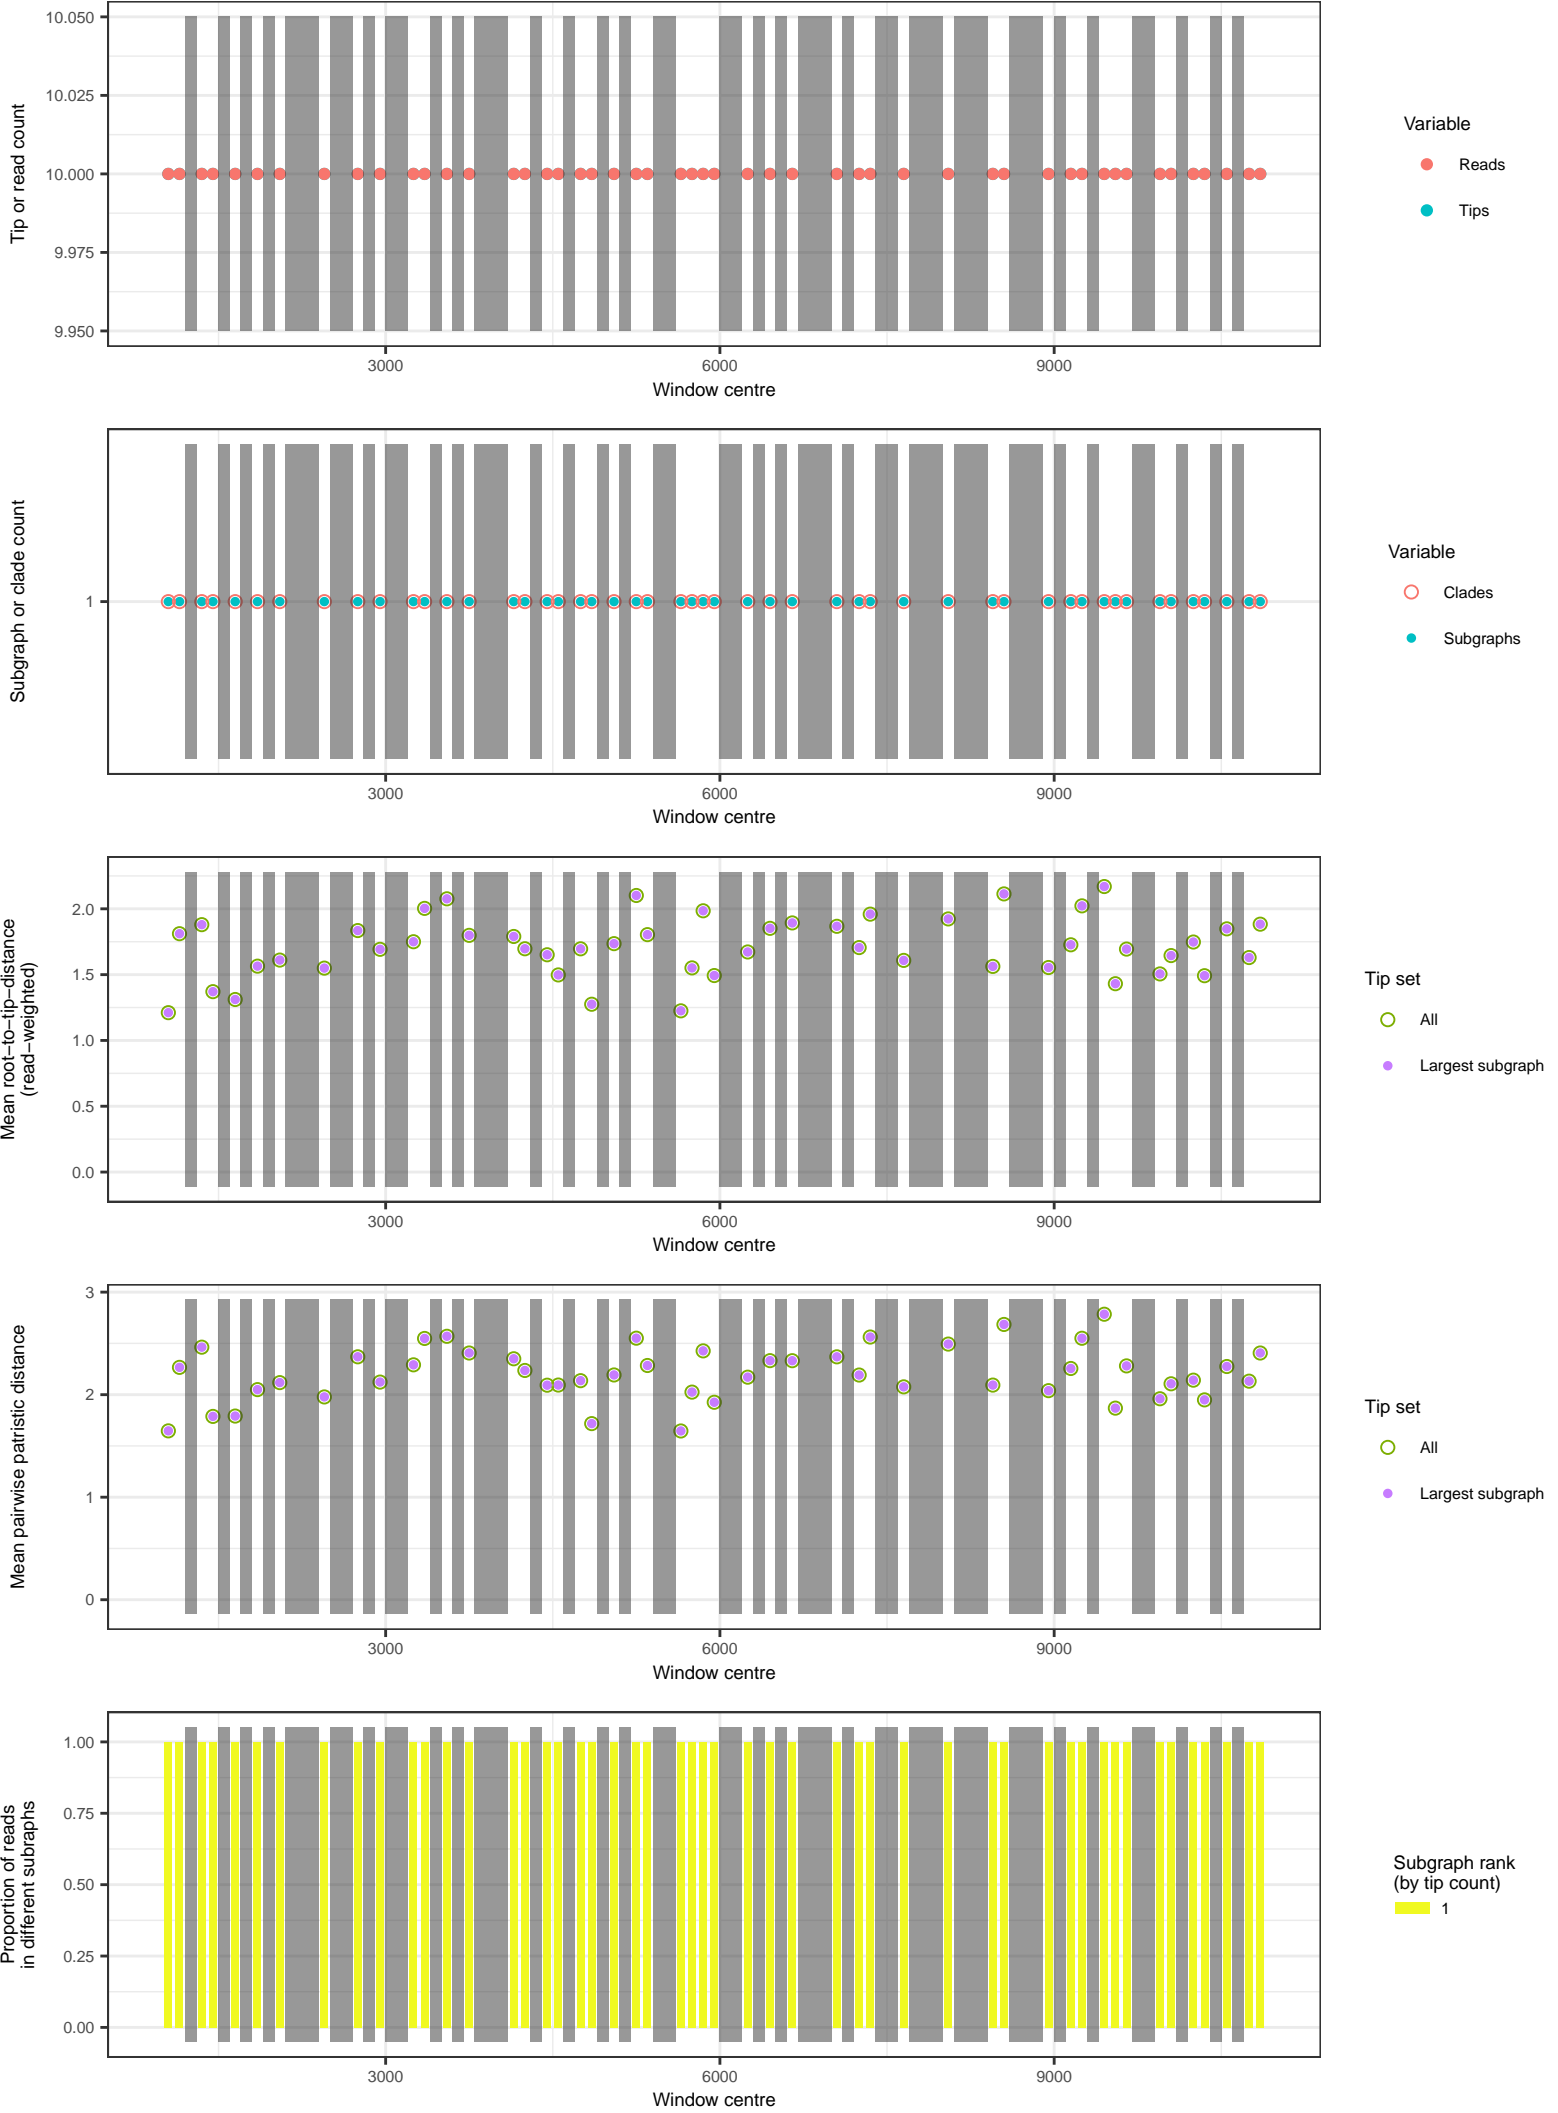 10.050
10.025
10.000
9.975
9.950
Tip or read count
3000
6000
9000
Window centre
Variable
Reads
Tips
1
Subgraph or clade count
3000
6000
9000
Window centre
Variable
Clades
Subgraphs
2.0
1.5
1.0
0.5
0.0
Mean root−to−tip−distance
(read−weighted)
3000
6000
9000
Window centre
Tip set
All
Largest subgraph
3
2
1
0
Mean pairwise patristic distance
3000
6000
9000
Window centre
Tip set
All
Largest subgraph
1.00
0.75
0.50
0.25
0.00
Proportion of reads
in different subraphs
3000
6000
9000
Window centre
Subgraph rank
(by tip count)
1